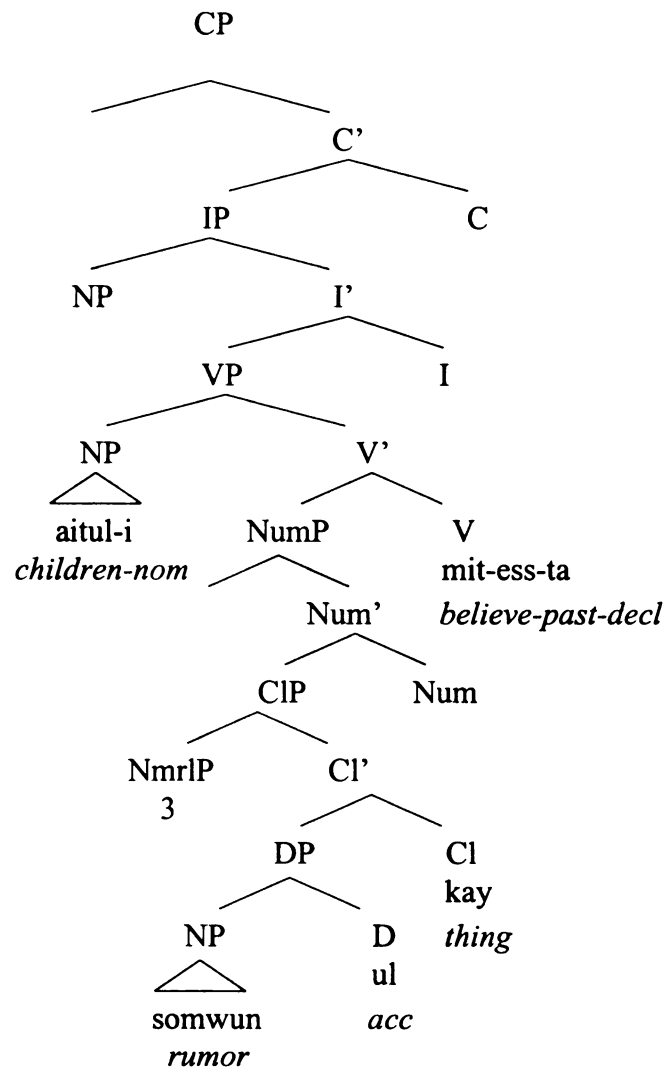 CP
C’
IP C
NP I’
VP I
NP V’
aitul-i NumP V
children-nom mit-ess-ta
Num’ believe-past-decl
ClP Num
NmrlP Cl’
3
DP Cl
kay
NP D thing
ul
somwun acc
rumor